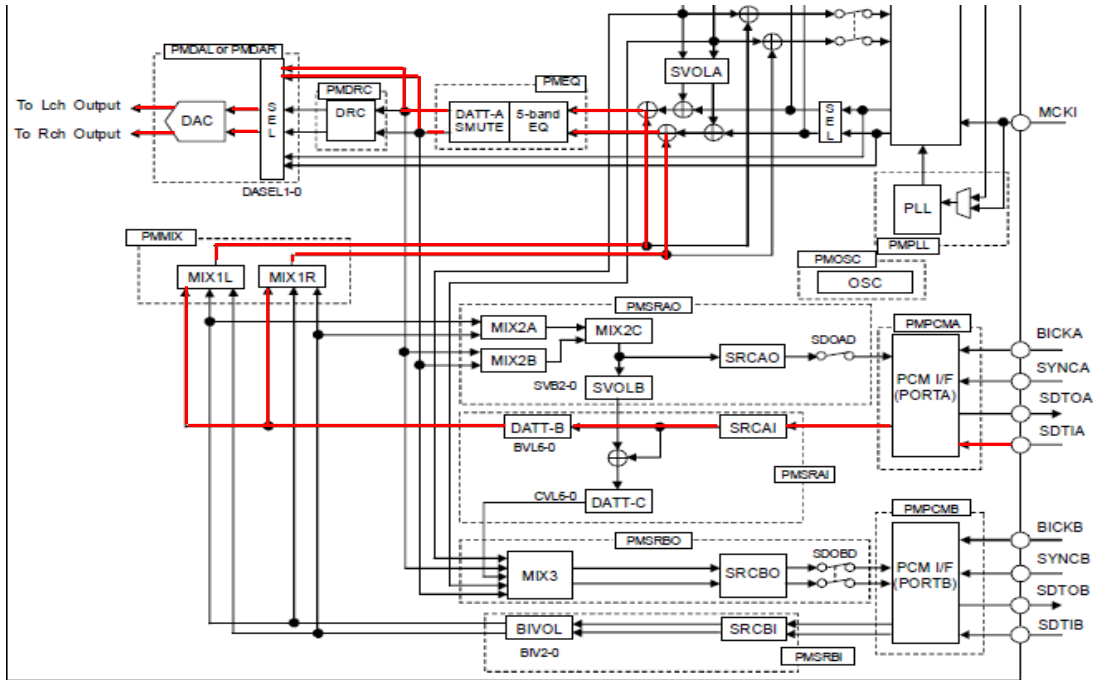 PMDAL or PMDAR
SVOLA
PMEQ
PMDRC
To Lch Output
To Rch Output
DAC
S
E
L
DRC
DATT-A
SMUTE
5-band
EQ
S
E
L
MCKI
DASEL1-0
PLL
PMPLL
PMMIX
MIX1L
MIX1R
PMOSC
OSC
PMSRAO
MIX2A
MIX2B
MIX2C
SRCAO
SDOAD
SVB2-0
SVOLB
PMPCMA
PCM I/F
(PORTA)
BICKA
SYNCA
SDTOA
SDTIA
DATT-B
BVL6-0
SRCAI
PMSRAI
CVL6-0
DATT-C
PMSRBO
MIX3
SRCBO
SDOBD
PMPCMB
PCM I/F
(PORTB)
BICKB
SYNCB
SDTOB
SDTIB
BIVOL
BIV2-0
SRCBI
PMSRBI